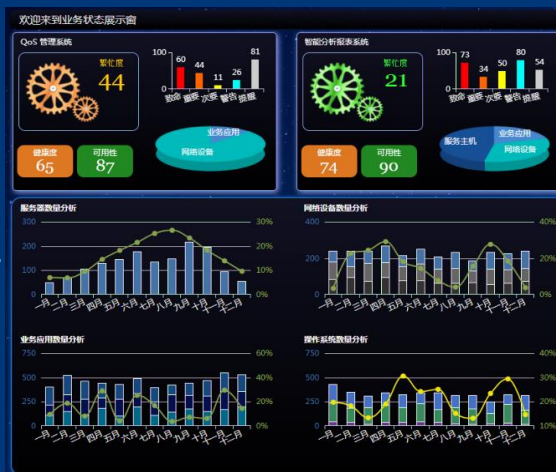 欢迎来到业务状态展示窗
QoS 管理系统
繁忙度
44
健康度
65
可用性
87
100
0
60
44
11
26
81
致命
重要
次要
警告
提醒
业务应用
网络设备
智能分析报表系统
繁忙度
21
健康度
74
可用性
90
100
0
73
34
50
80
54
致命
重要
次要
警告
提醒
服务主机
业务应用
网络设备
服务器数量分析
300
200
100
0
30%
20%
10%
0%
一月 二月 三月 四月 五月 六月 七月 八月 九月 十月 十一月 十二月
网络设备数量分析
400
200
0
30%
20%
10%
0%
一月 二月 三月 四月 五月 六月 七月 八月 九月 十月 十一月 十二月
业务应用数量分析
750
500
250
0
60%
40%
20%
0%
一月 二月 三月 四月 五月 六月 七月 八月 九月 十月 十一月 十二月
操作系统数量分析
750
500
250
0
40%
30%
20%
10%
一月 二月 三月 四月 五月 六月 七月 八月 九月 十月 十一月 十二月